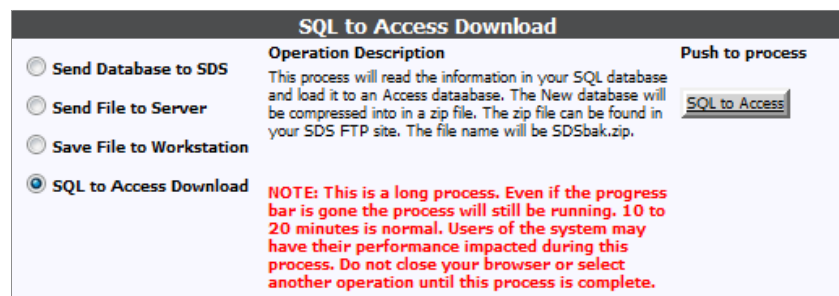 SQL to Access Download
Send Database to SDS
Send File to Server
Save File to Workstation
SQL to Access Download
Operation Description
This process will read the information in your SQL database
and load it to an Access dataabase. The New database will
be compressed into in a zip file. The zip file can be found in
your SDS FTP site. The file name will be SDSbak.zip.
NOTE: This is a long process. Even if the progress
bar is gone the process will still be running. 10 to
20 minutes is normal. Users of the system may
have their performance impacted during this
process. Do not close your browser or select
another operation until this process is complete.
Push to process
SQL to Access